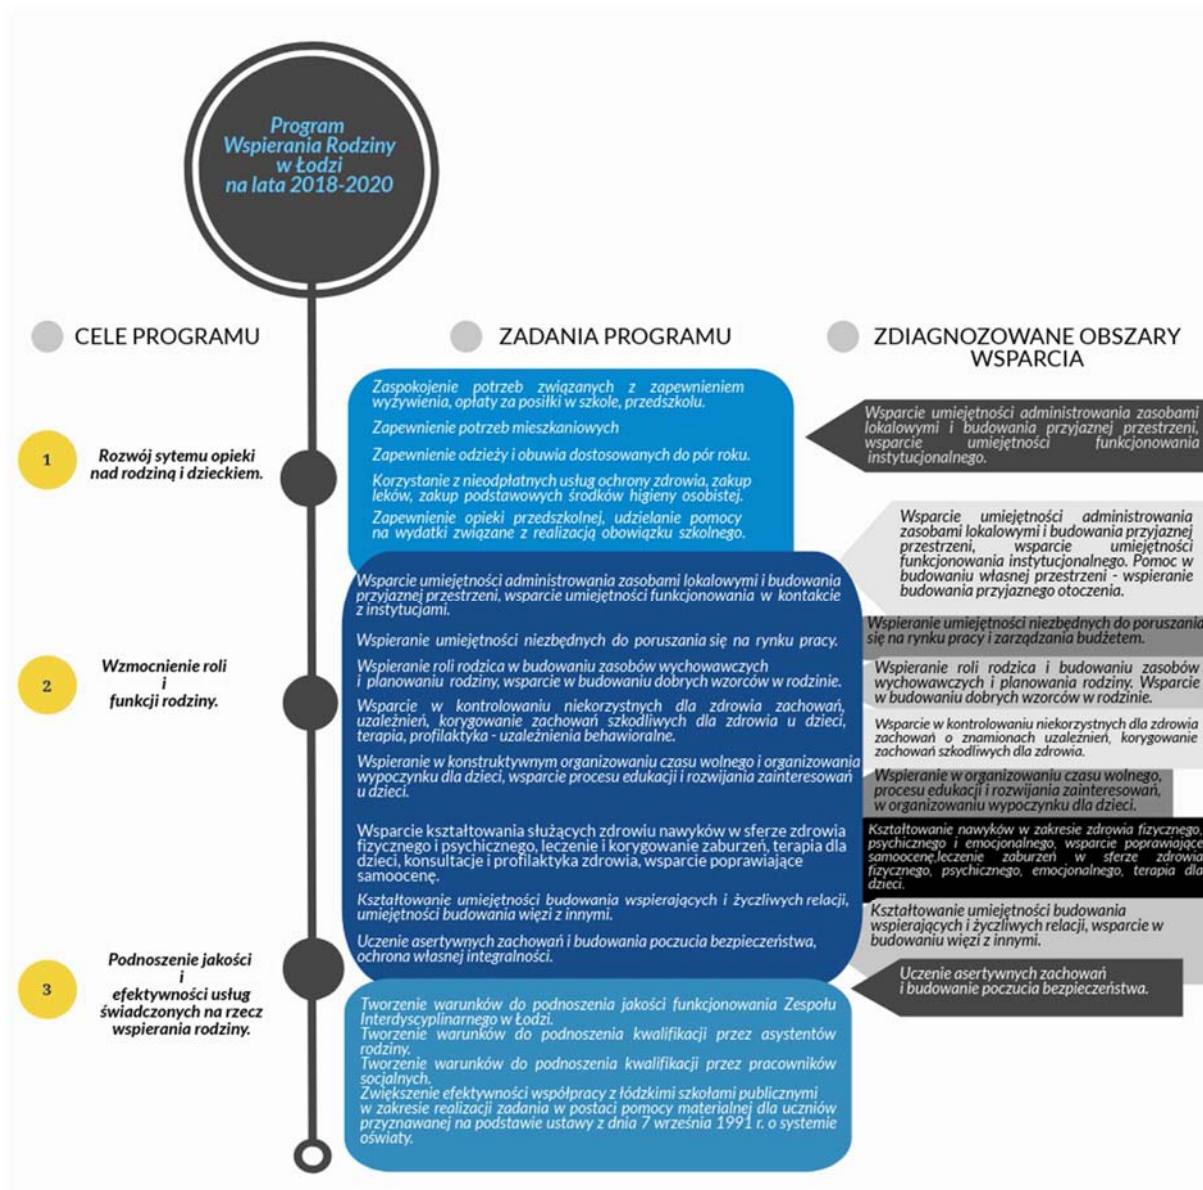 Program
Wspierania Rodziny
w Łodzi
na lata 2018-2020
CELE PROGRAMU
ZADANIA PROGRAMU
ZDIAGNOZOWANE OBSZARY
WSPARCIA
1
Rozwój sytemu opieki
nad rodziną i dzieckiem.
2
Wzmocnienie roli
i
funkcji rodziny.
3
Podnoszenie jakości
i
efektywności usług
świadczonych na rzecz
wspierania rodziny.
Zaspokojenie potrzeb związanych z zapewnieniem
wyżywienia, opłaty za posiłki w szkole, przedszkolu.
Zapewnienie potrzeb mieszkaniowych
Zapewnienie odzieży i obuwia dostosowanych do pór roku.
Korzystanie z nieodpłatnych usług ochrony zdrowia, zakup
leków, zakup podstawowych środków higieny osobistej.
Zapewnienie opieki przedszkolnej, udzielanie pomocy
na wydatki związane z realizacją obowiązku szkolnego.
Wsparcie umiejętności administrowania zasobami lokalowymi i budowania
przyjaznej przestrzeni, wsparcie umiejętności funkcjonowania w kontakcie
z instytucjami.
Wspieranie umiejętności niezbędnych do poruszania się na rynku pracy.
Wspieranie roli rodzica w budowaniu zasobów wychowawczych
i planowaniu rodziny, wsparcie w budowaniu dobrych wzorców w rodzinie.
Wsparcie w kontrolowaniu niekorzystnych dla zdrowia zachowań,
uzależnień, korygowanie zachowań szkodliwych dla zdrowia u dzieci,
terapia, profilaktyka - uzależnienia behawioralne.
Wspieranie w konstruktywnym organizowaniu czasu wolnego i organizowania
wypoczynku dla dzieci, wsparcie procesu edukacji i rozwijania zainteresowań
u dzieci.
Wsparcie kształtowania służących zdrowiu nawyków w sferze zdrowia
fizycznego i psychicznego, leczenie i korygowanie zaburzeń, terapia dla
dzieci, konsultacje i profilaktyka zdrowia, wsparcie poprawiające
samoocenę.
Kształtowanie umiejętności budowania wspierających i życzliwych relacji,
umiejętności budowania więzi z innymi.
Uczenie asertywnych zachowań i budowania poczucia bezpieczeństwa,
ochrona własnej integralności.
Tworzenie warunków do podnoszenia jakości funkcjonowania Zespołu
Interdyscyplinarnego w Łodzi.
Tworzenie warunków do podnoszenia kwalifikacji przez asystentów
rodziny.
Tworzenie warunków do podnoszenia kwalifikacji przez pracowników
socjalnych.
Zwiększenie efektywności współpracy z łódzkimi szkołami publicznymi
w zakresie realizacji zadania w postaci pomocy materialnej dla uczniów
przyznawanej na podstawie ustawy z dnia 7 września 1991 r. o systemie
oświaty.
Wsparcie umiejętności administrowania zasobami
lokalowymi i budowania przyjaznej przestrzeni,
wsparcie umiejętności funkcjonowania
instytucjonalnego.
Wsparcie umiejętności administrowania
zasobami lokalowymi i budowania przyjaznej
przestrzeni, wsparcie umiejętności
funkcjonowania instytucjonalnego. Pomoc w
budowaniu własnej przestrzeni - wspieranie
budowania przyjaznego otoczenia.
Wspieranie umiejętności niezbędnych do poruszania
się na rynku pracy i zarządzania budżetem.
Wspieranie roli rodzica i budowaniu zasobów
wychowawczych i planowania rodziny. Wsparcie
w budowaniu dobrych wzorców w rodzinie.
Wsparcie w kontrolowaniu niekorzystnych dla zdrowia
zachowań o znamionach uzależnień, korygowanie
zachowań szkodliwych dla zdrowia.
Wspieranie w organizowaniu czasu wolnego,
procesu edukacji i rozwijania zainteresowań,
w organizowaniu wypoczynku dla dzieci.
Kształtowanie nawyków w zakresie zdrowia fizycznego,
psychicznego i emocjonalnego, wsparcie poprawiające
samoocenę,leczenie zaburzeń w sferze zdrowia
fizycznego, psychicznego, emocjonalnego, terapia dla
dzieci.
Kształtowanie umiejętności budowania
wspierających i życzliwych relacji, wsparcie w
budowaniu więzi z innymi.
Uczenie asertywnych zachowań
i budowanie poczucia bezpieczeństwa.